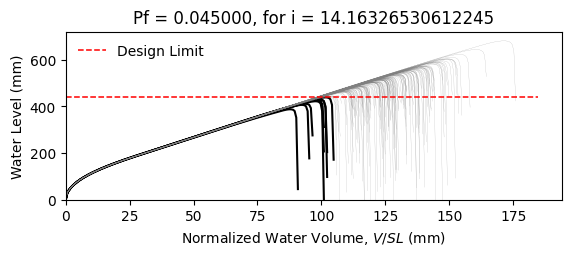 Pf = 0.045000, for i = 14.16326530612245
Design Limit
Water Level (mm)
600
400
200
0
0 25 50 75 100 125 150 175
Normalized Water Volume, V/SL (mm)